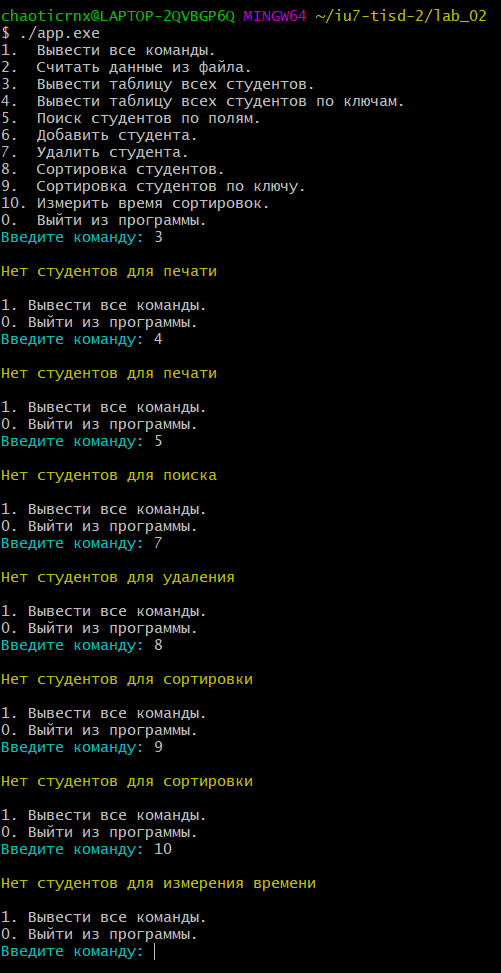 chaoticrnx@LAPTOP-2QVBGP6Q MINGW64 ~/iu7-tisd-2/lab_02
$ ./app.exe
1.  Вывести все команды.
2.  Считать данные из файла.
3.  Вывести таблицу всех студентов.
4.  Вывести таблицу всех студентов по ключам.
5.  Поиск студентов по полям.
6.  Добавить студента.
7.  Удалить студента.
8.  Сортировка студентов.
9.  Сортировка студентов по ключу.
10. Измерить время сортировок.
0.  Выйти из программы.
Введите команду: 3
Нет студентов для печати
1. Вывести все команды.
0. Выйти из программы.
Введите команду: 4
Нет студентов для печати
1. Вывести все команды.
0. Выйти из программы.
Введите команду: 5
Нет студентов для поиска
1. Вывести все команды.
0. Выйти из программы.
Введите команду: 7
Нет студентов для удаления
1. Вывести все команды.
0. Выйти из программы.
Введите команду: 8
Нет студентов для сортировки
1. Вывести все команды.
0. Выйти из программы.
Введите команду: 9
Нет студентов для сортировки
1. Вывести все команды.
0. Выйти из программы.
Введите команду: 10
Нет студентов для измерения времени
1. Вывести все команды.
0. Выйти из программы.
Введите команду: